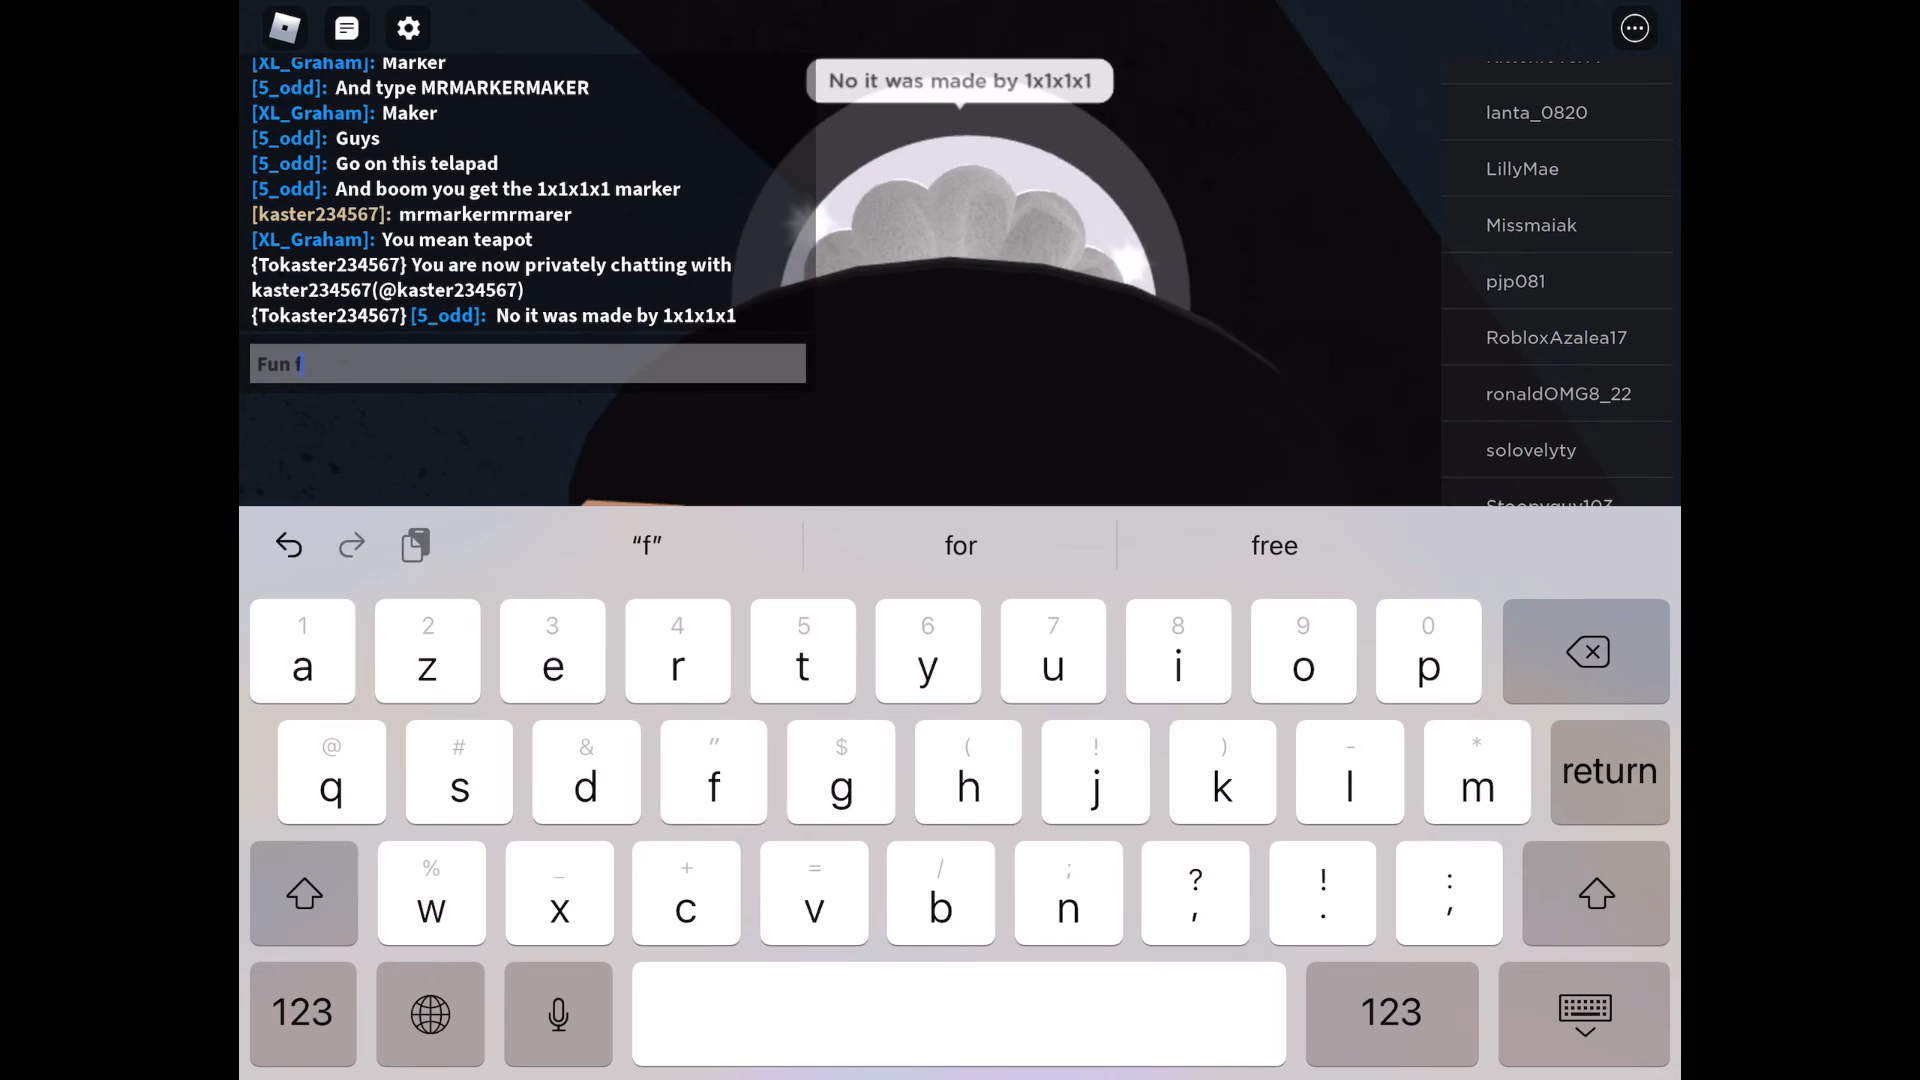 [XL_Graham]: Marker
[5_odd]: And type MRMARKERMAKER
[XL_Graham]: Maker
[5_odd]: Guys
[5_odd]: Go on this telapad
[5_odd]: And boom you get the 1x1x1x1 marker
[kaster234567]: mrmarkermrmarer
[XL_Graham]: You mean teapot
{Tokaster234567} You are now privately chatting with
kaster234567(@kaster234567)
{Tokaster234567} [5_odd]: No it was made by 1x1x1x1
Fun f
No it was made by 1x1x1x1
lanta_0820
LillyMae
Missmaiak
pjp081
RobloxAzalea17
ronaldOMG8_22
solovelyty
“f” for free
1 2 3 4 5 6 7 8 9 0
a z e r t y u i o p
@ # & " $ ( ! ) - *
q s d f g h j k l m return
% _ + = / ; ? ! :
w x c v b n , . ’
123 123